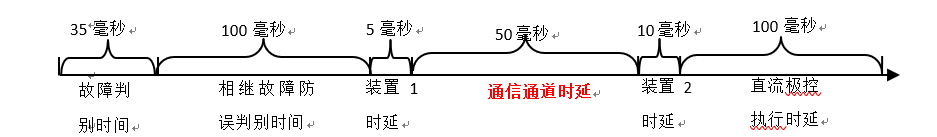 35 毫秒 100 毫秒 5 毫秒 50 毫秒 10 毫秒 100 毫秒
故障判 相继故障防 装置 1 通信通道时延 装置 2 直流极控
别时间 误判别时间 时延 时延 执行时延